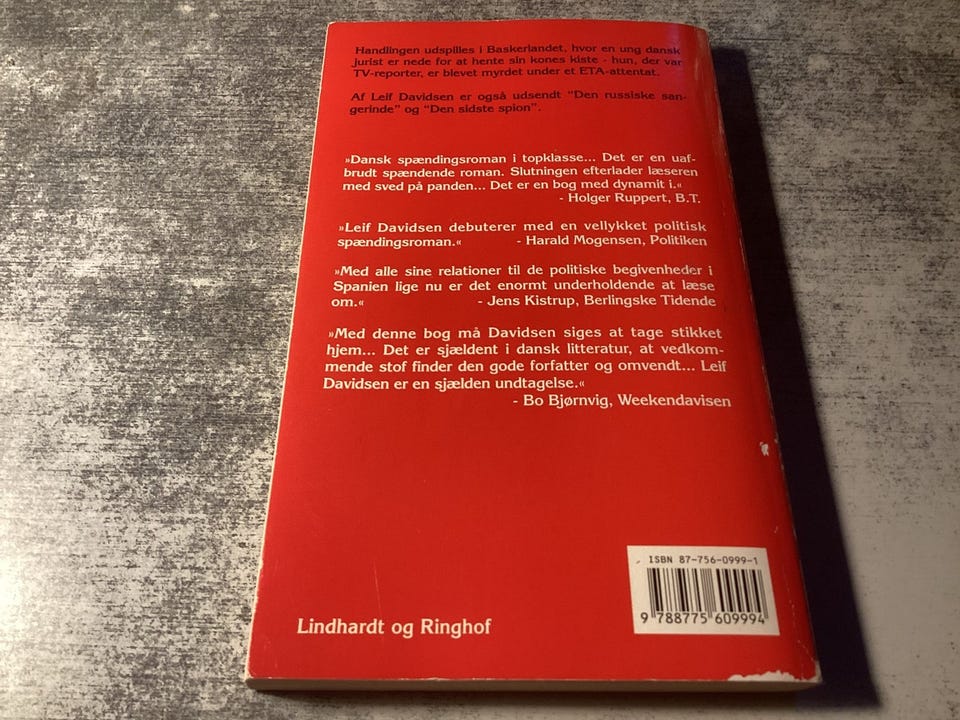 Handlingen udspilles i Baskerlandet, hvor en ung dansk
jurist er nede for at hente sin kones kiste - hun, der var
TV-reporter, er blevet myrdet under et ETA-attentat.
Af Leif Davidsen er også udsendt "Den russiske san-
gerinde" og "Den sidste spion".
»Dansk spændingsroman i topklasse... Det er en uaf-
brudt spændende roman. Slutningen efterlader læseren
med sved på panden... Det er en bog med dynamit i.«
- Holger Ruppert, B.T.
»Leif Davidsen debuterer med en vellykket politisk
spændingsroman.« - Harald Mogensen, Politiken
»Med alle sine relationer til de politiske begivenheder i
Spanien lige nu er det enormt underholdende at læse
om.« - Jens Kistrup, Berlingske Tidende
»Med denne bog må Davidsen siges at tage stikket
hjem... Det er sjældent i dansk litteratur, at vedkom-
mende stof finder den gode forfatter og omvendt... Leif
Davidsen er en sjælden undtagelse.«
- Bo Bjørnvig, Weekendavisen
ISBN 87-756-0999-1
9 788775 609994
Lindhardt og Ringhof